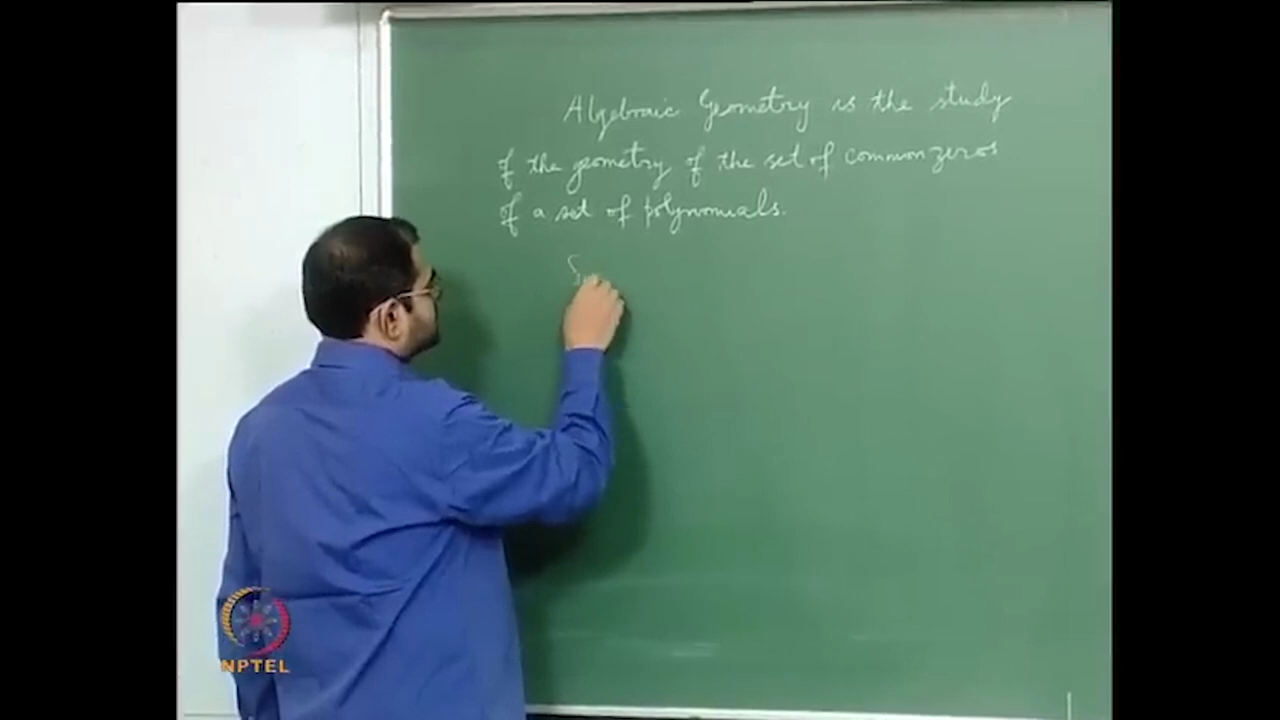 Algebraic Geometry is the study
of the geometry of the set of common zeros
of a set of polynomials.
NPTEL